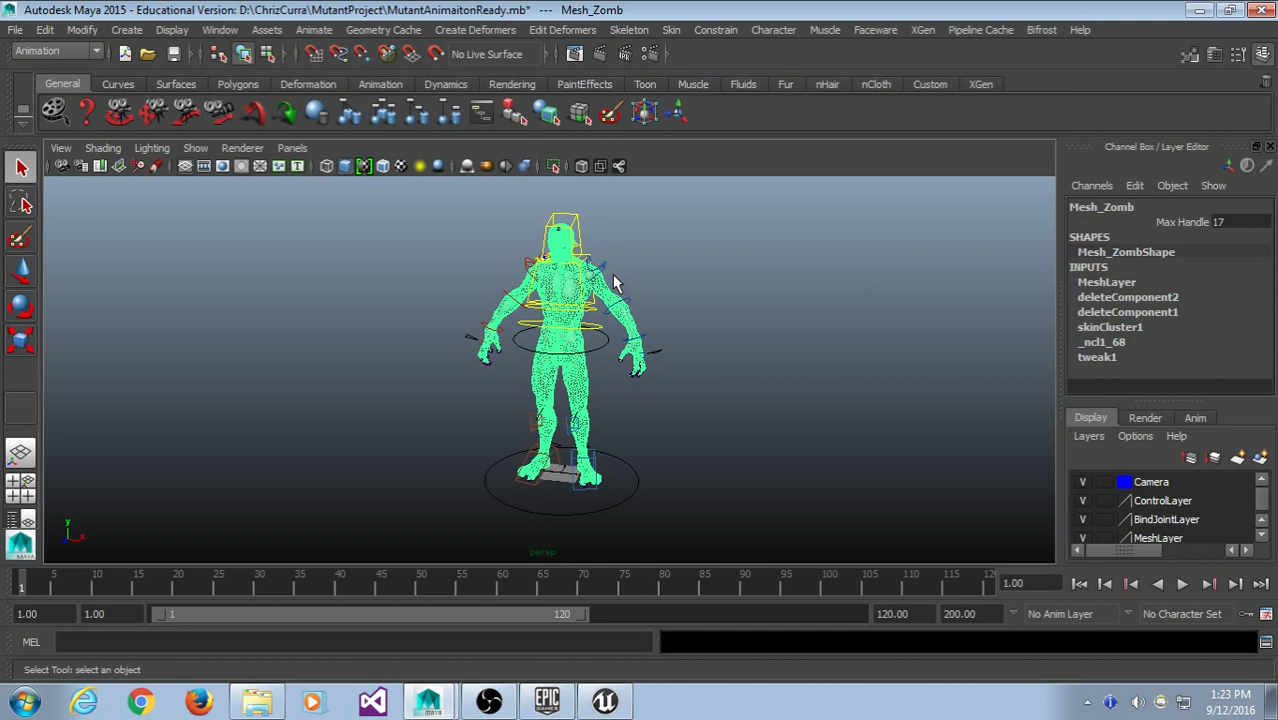 Autodesk Maya 2015 - Educational Version: D:\ChrizCurra\MutantProject\MutantAnimaitonReady.mb* --- Mesh_Zomb
File Edit Modify Create Display Window Assets Animate Geometry Cache Create Deformers Edit Deformers Skeleton Skin Constrain Character Muscle Faceware XGen Pipeline Cache Bifrost Help
Animation No Live Surface
General Curves Surfaces Polygons Deformation Animation Dynamics Rendering PaintEffects Toon Muscle Fluids Fur nHair nCloth Custom XGen
View Shading Lighting Show Renderer Panels
Channel Box / Layer Editor
Channels Edit Object Show
Mesh_Zomb
Max Handle 17
SHAPES
Mesh_ZombShape
INPUTS
MeshLayer
deleteComponent2
deleteComponent1
skinCluster1
_ncl1_68
tweak1
Display Render Anim
Layers Options Help
V Camera
V ControlLayer
V BindJointLayer
V MeshLayer
y
x
persp
MAYA
1 5 10 15 20 25 30 35 40 45 50 55 60 65 70 75 80 85 90 95 100 105 110 115 12 1.00
1.00 1.00 1 120 120.00 200.00 No Anim Layer No Character Set
MEL
Select Tool: select an object
EPIC GAMES
1:23 PM
9/12/2016